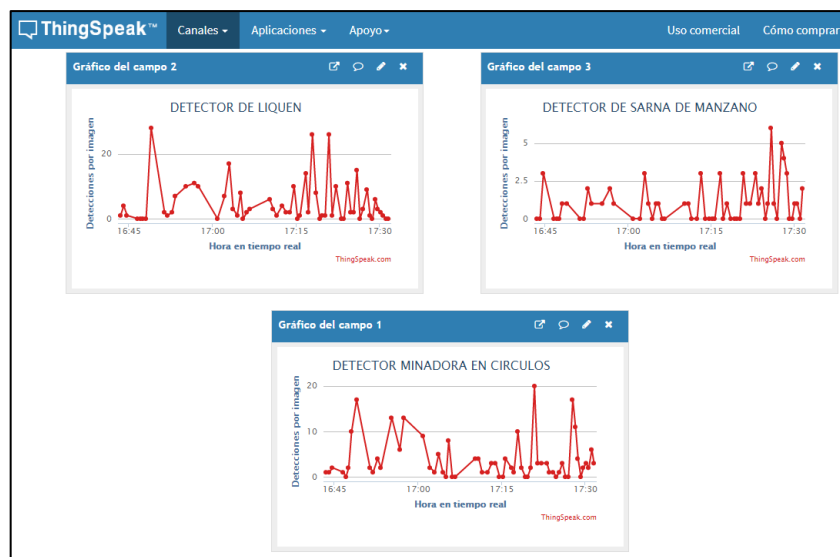 ThingSpeak™ Canales Aplicaciones Apoyo Uso comercial Cómo comprar
Gráfico del campo 2
DETECTOR DE LIQUEN
Detecciones por imagen
20
0
16:45 17:00 17:15 17:30
Hora en tiempo real
ThingSpeak.com
Gráfico del campo 3
DETECTOR DE SARNA DE MANZANO
Detecciones por imagen
5
2.5
0
16:45 17:00 17:15 17:30
Hora en tiempo real
ThingSpeak.com
Gráfico del campo 1
DETECTOR MINADORA EN CIRCULOS
Detecciones por imagen
20
10
0
16:45 17:00 17:15 17:30
Hora en tiempo real
ThingSpeak.com